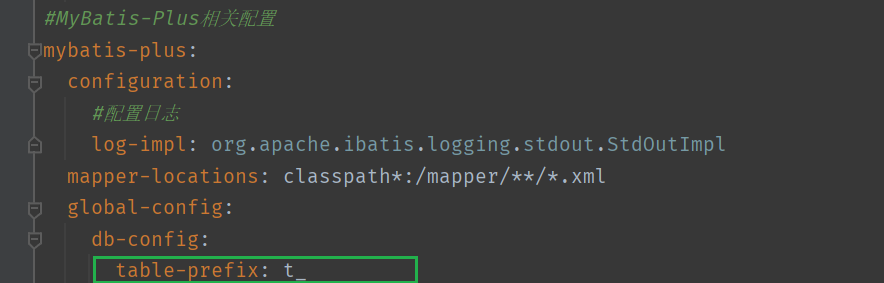 #MyBatis-Plus相关配置
mybatis-plus:
  configuration:
    #配置日志
    log-impl: org.apache.ibatis.logging.stdout.StdOutImpl
  mapper-locations: classpath*:/mapper/**/*.xml
  global-config:
    db-config:
      table-prefix: t_